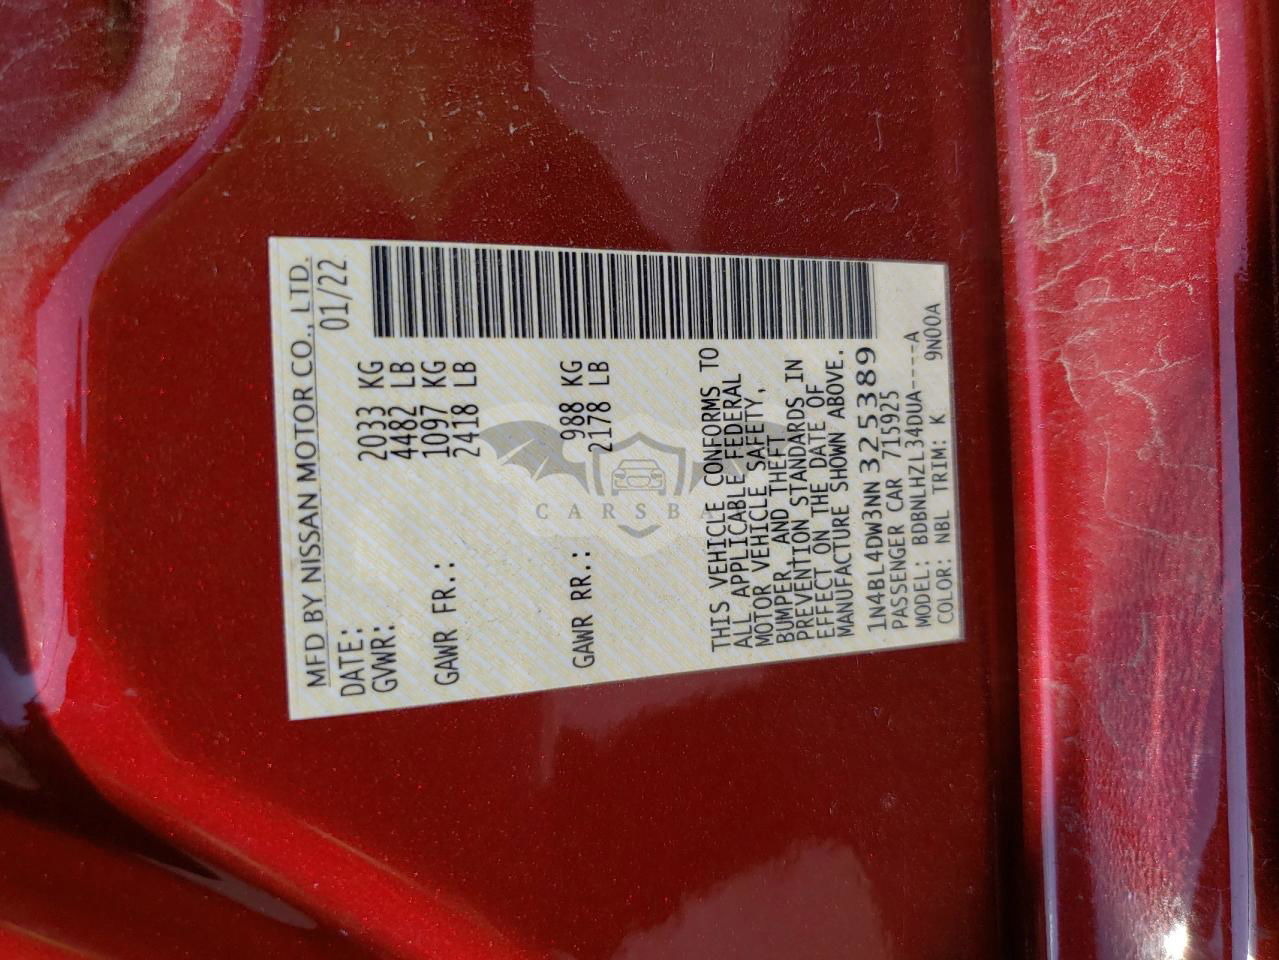 MFD BY NISSAN MOTOR CO., LTD.
DATE: 01/22
GVWR: 2033 KG
4482 LB
GAWR FR.: 1097 KG
2418 LB
GAWR RR.: 988 KG
2178 LB
THIS VEHICLE CONFORMS TO
ALL APPLICABLE FEDERAL
MOTOR VEHICLE SAFETY,
BUMPER AND THEFT
PREVENTION STANDARDS IN
EFFECT ON THE DATE OF
MANUFACTURE SHOWN ABOVE.
1N4BL4DW3NN325389
PASSENGER CAR 715925
MODEL: BDBNLHZL34DUA----A
COLOR: NBL TRIM: K 9N00A